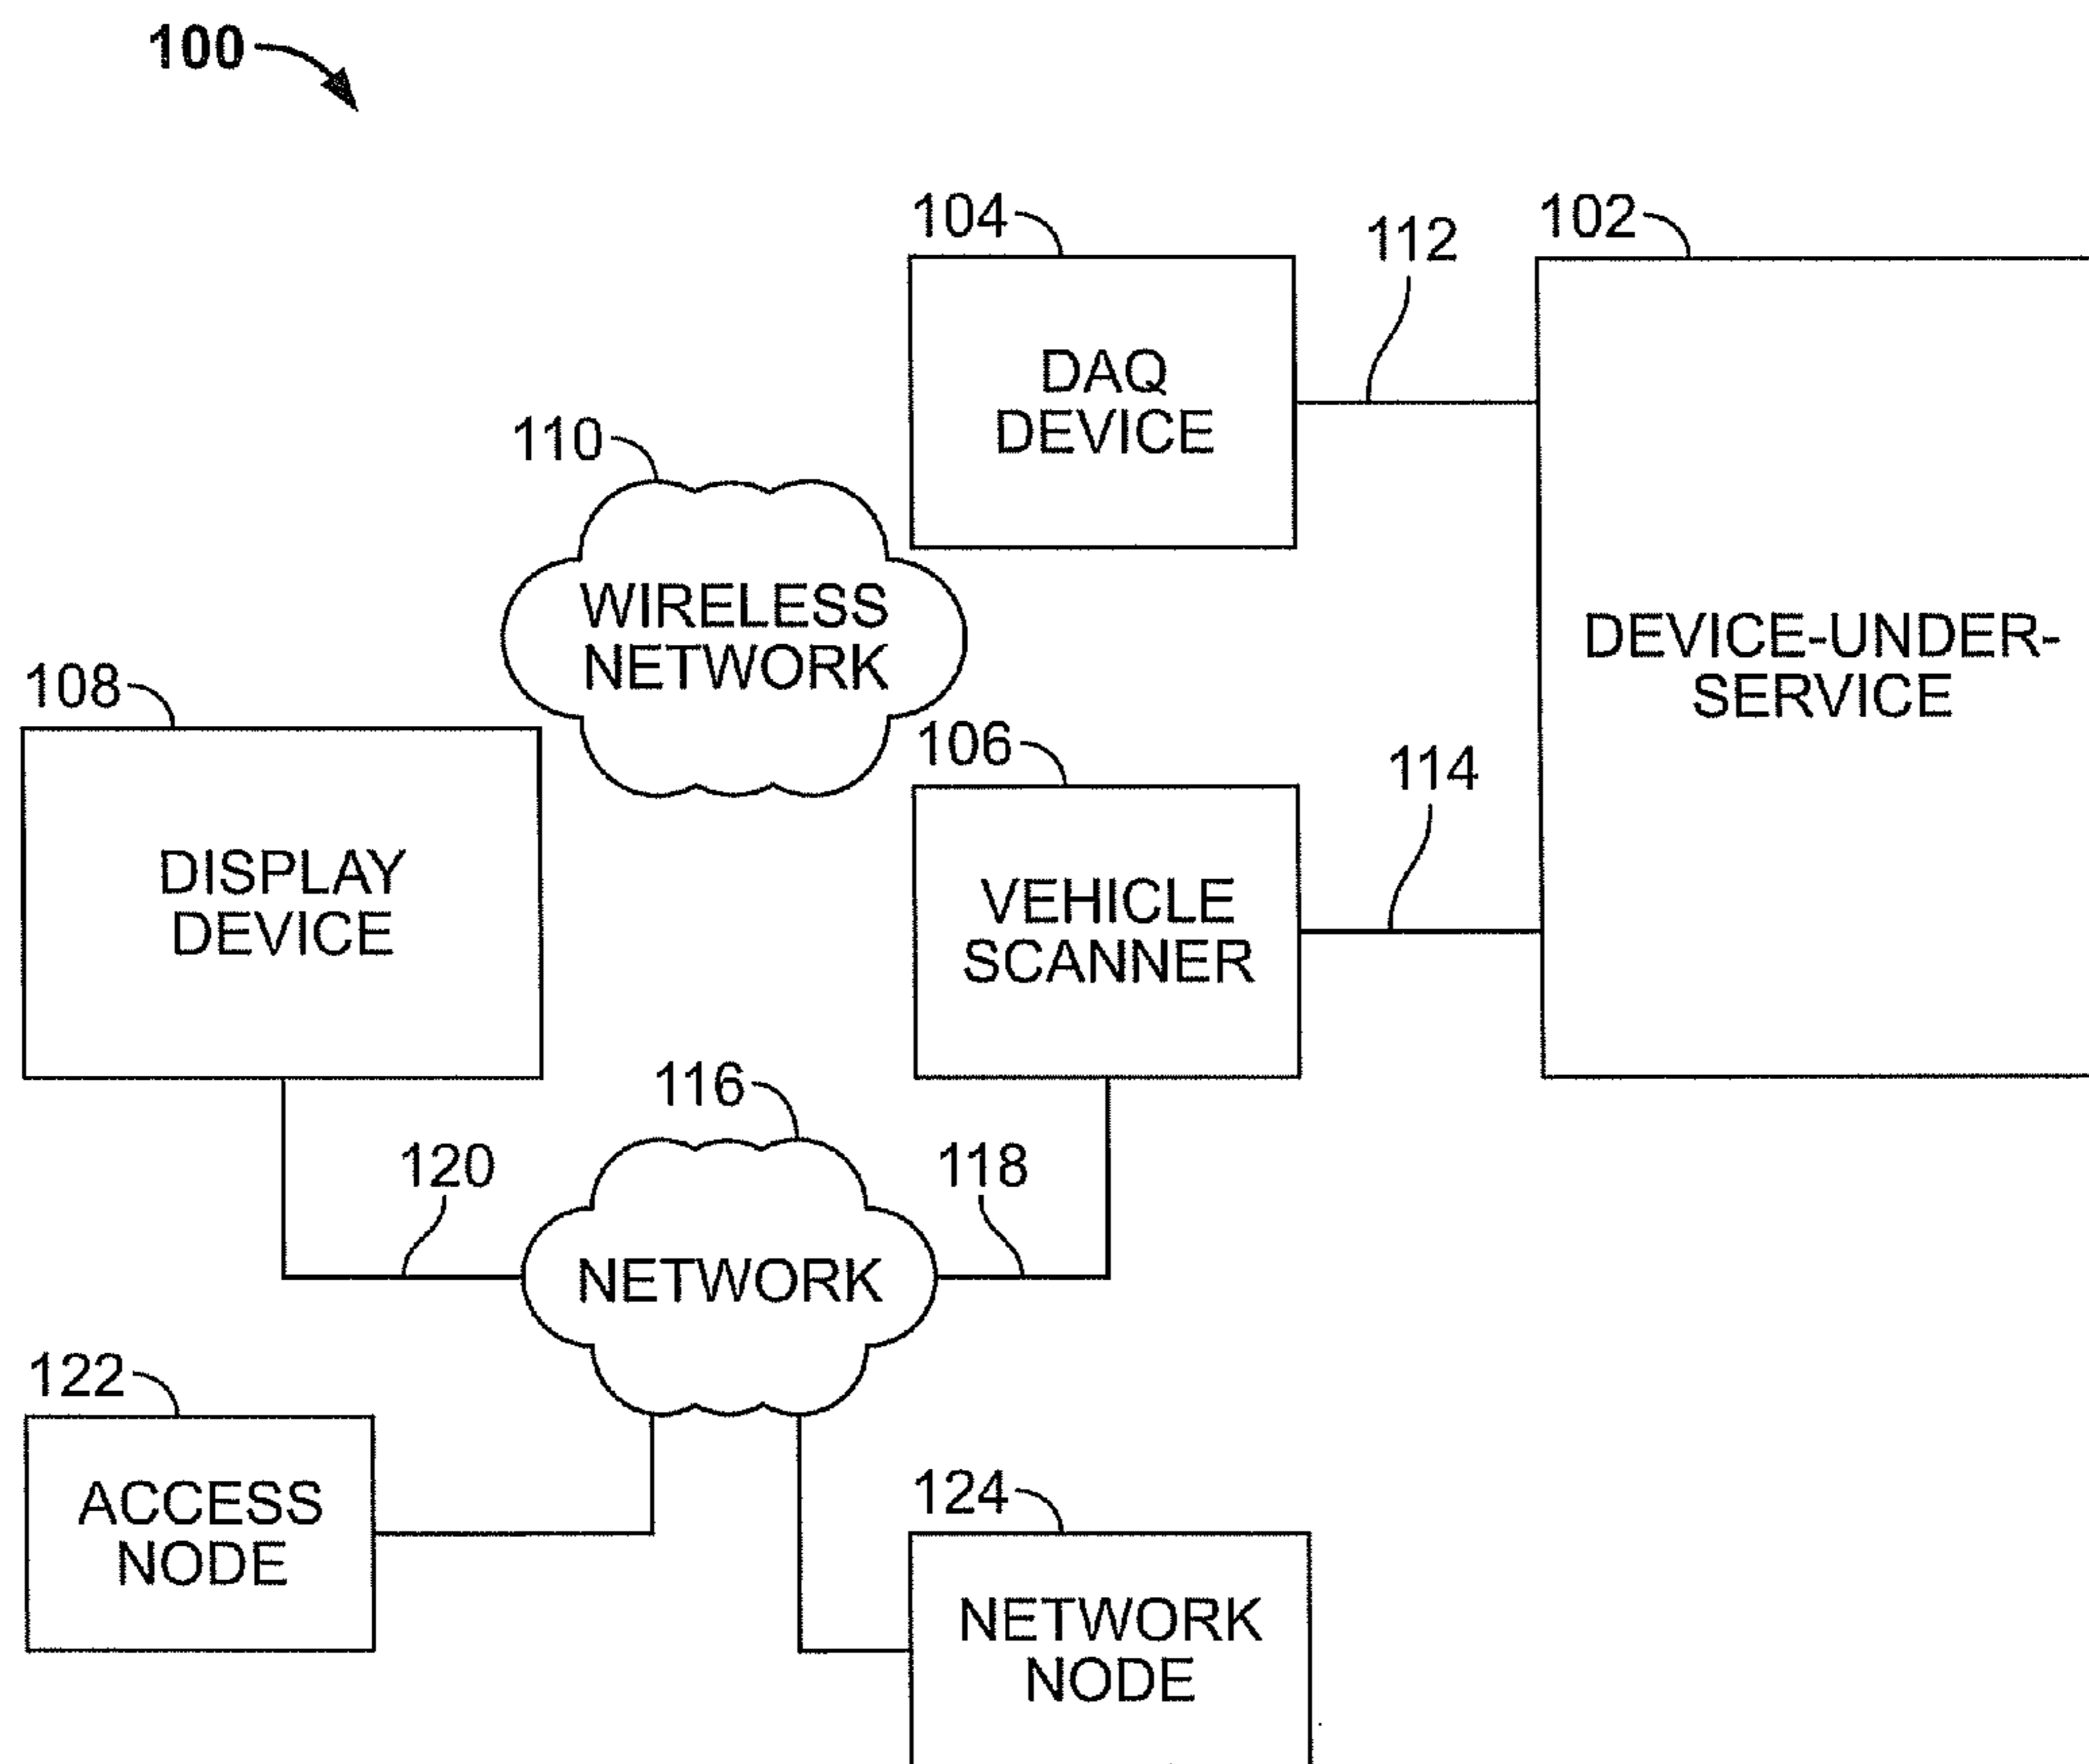 100
104
112
102
DAQ
DEVICE
110
WIRELESS
NETWORK
DEVICE-UNDER-
SERVICE
108
106
114
DISPLAY
DEVICE
VEHICLE
SCANNER
116
120
118
NETWORK
122
ACCESS
NODE
124
NETWORK
NODE